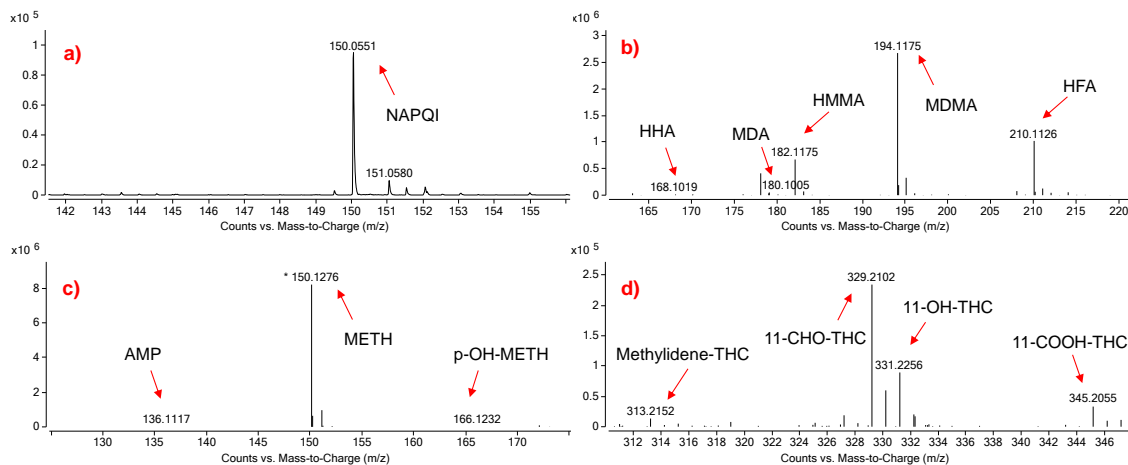 x10 5
a)
150.0551
NAPQI
151.0580
1
0.8
0.6
0.4
0.2
0
142 143 144 145 146 147 148 149 150 151 152 153 154 155
Counts vs. Mass-to-Charge (m/z)
x10 6
b)
194.1175
MDMA
HFA
HMMA
210.1126
MDA
182.1175
HHA
180.1005
168.1019
3
2.5
2
1.5
1
0.5
0
165 170 175 180 185 190 195 200 205 210 215 220
Counts vs. Mass-to-Charge (m/z)
x10 6
c)
* 150.1276
METH
AMP
p-OH-METH
136.1117
166.1232
8
6
4
2
0
130 135 140 145 150 155 160 165 170
Counts vs. Mass-to-Charge (m/z)
x10 5
d)
329.2102
11-OH-THC
11-CHO-THC
11-COOH-THC
Methylidene-THC
331.2256
345.2055
313.2152
2.5
2
1.5
1
0.5
0
312 314 316 318 320 322 324 326 328 330 332 334 336 338 340 342 344 346
Counts vs. Mass-to-Charge (m/z)